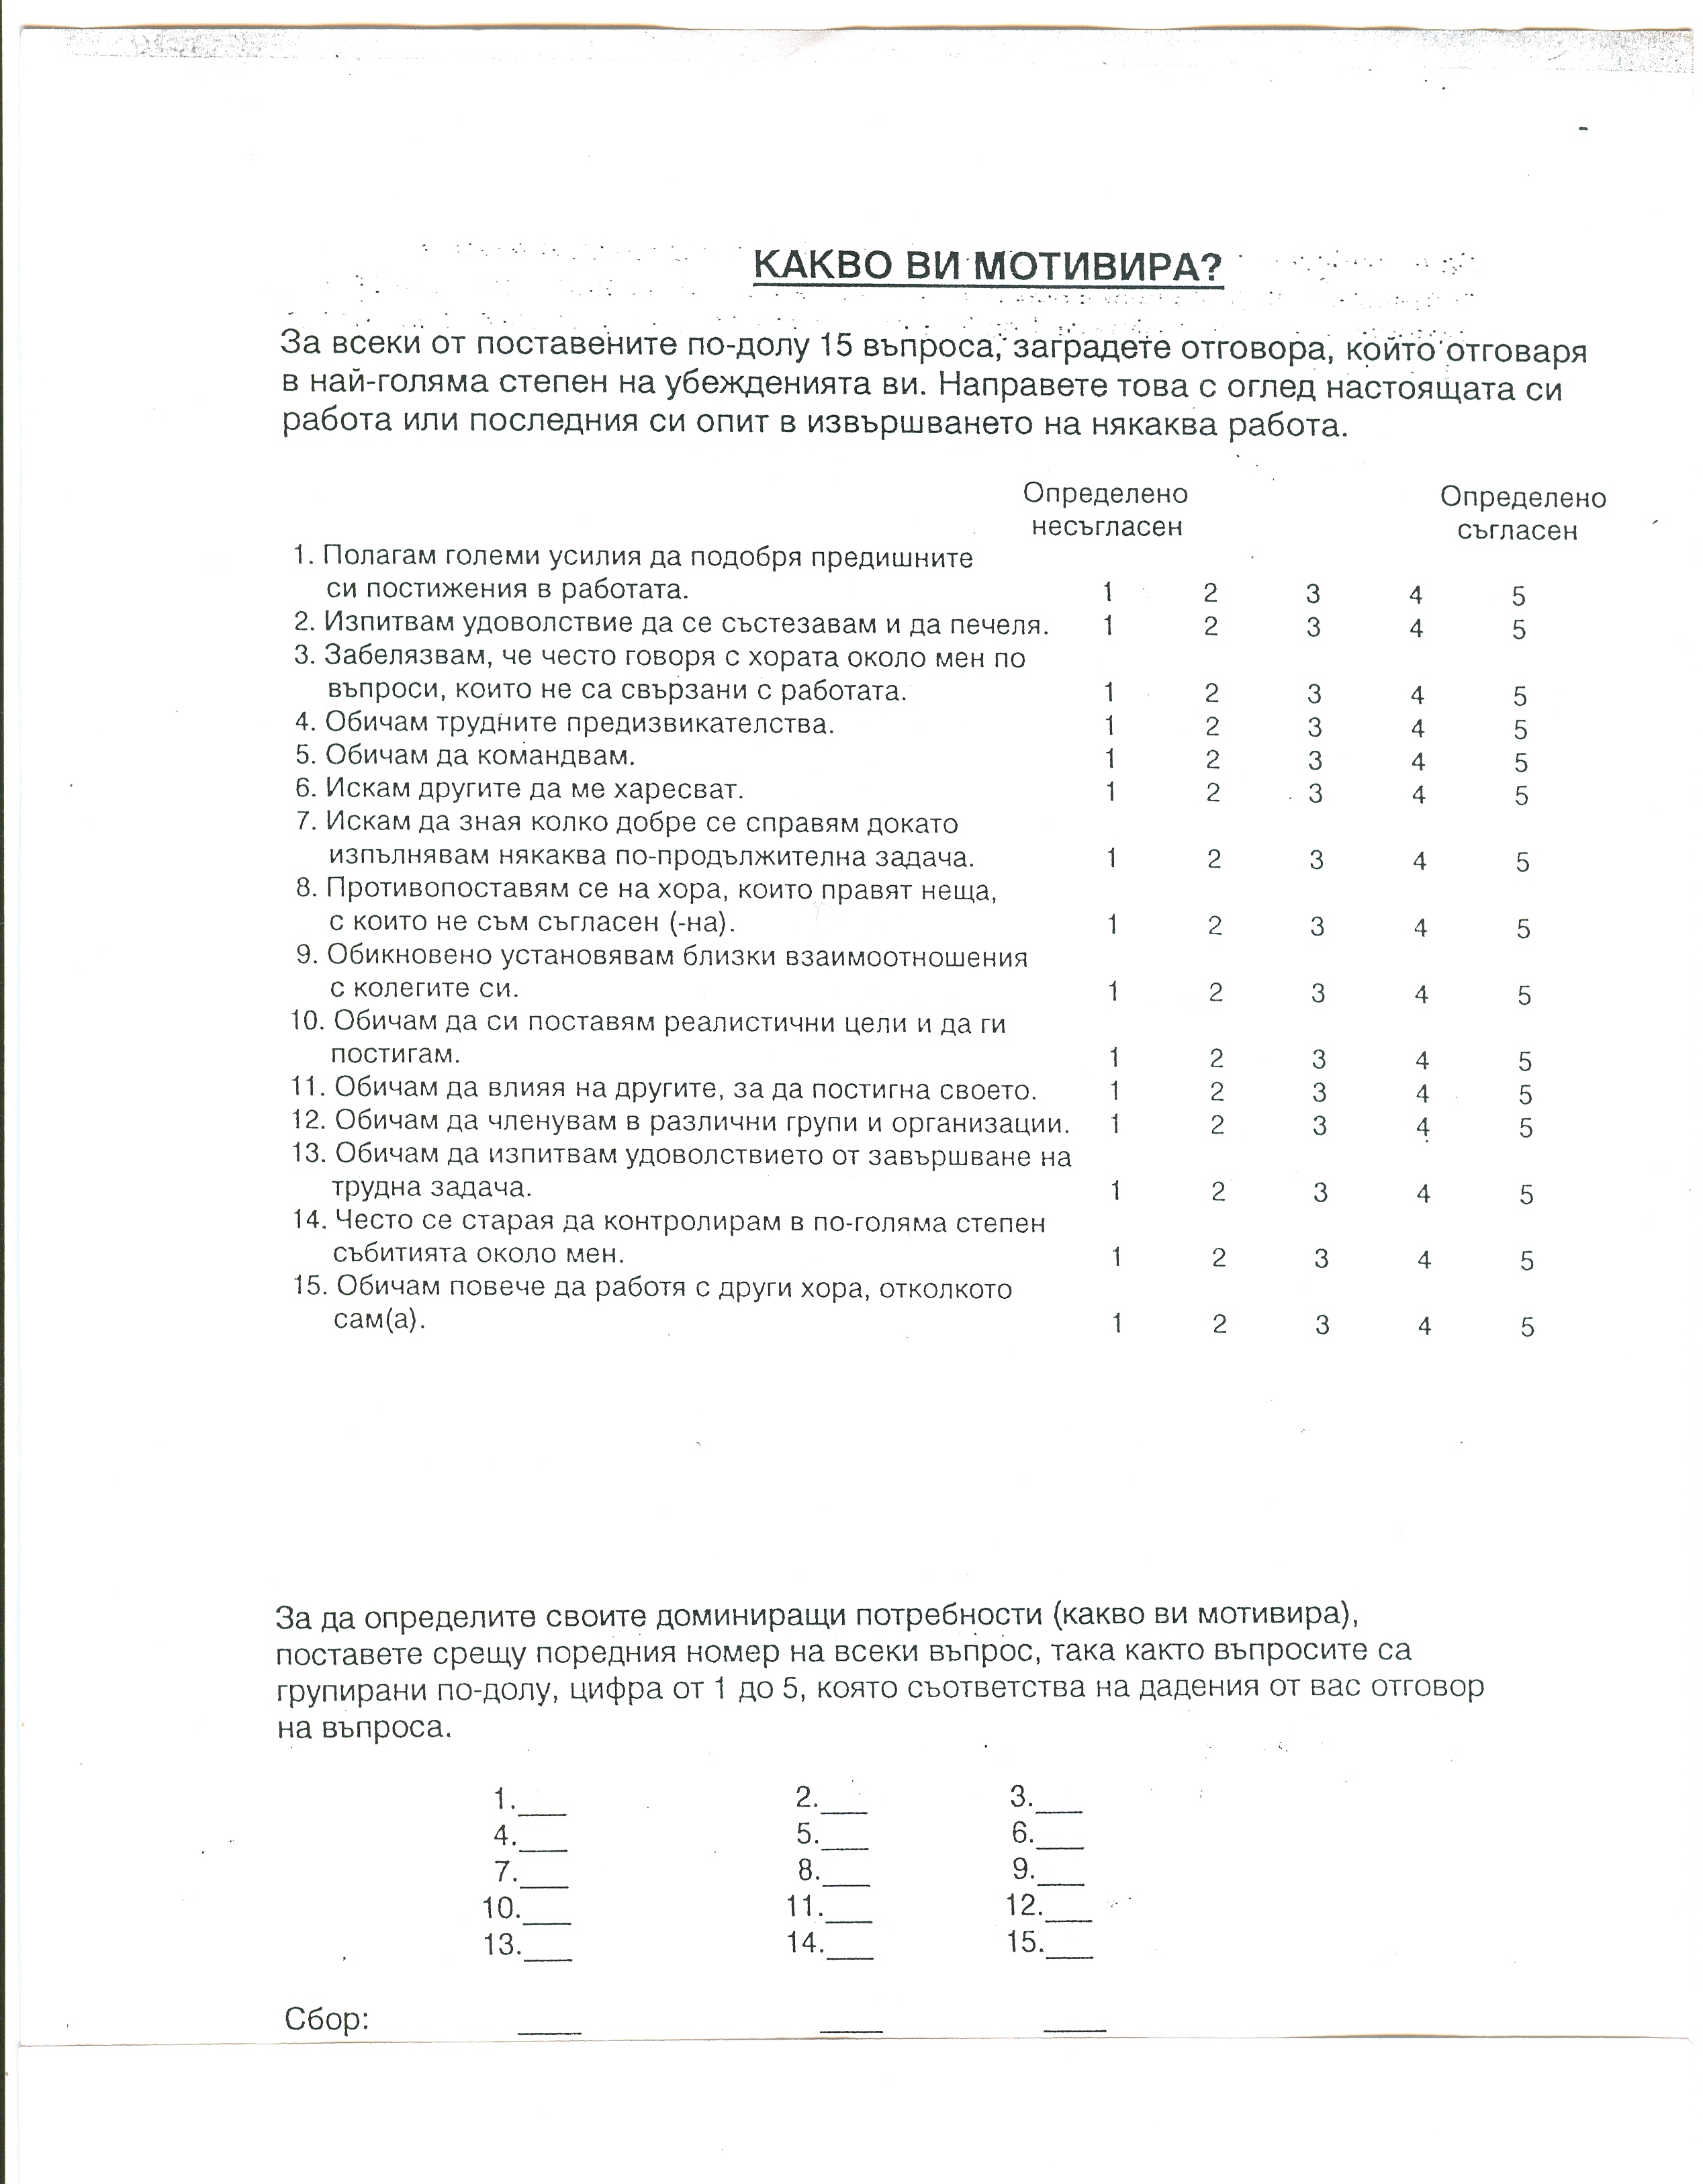 КАКВО ВИ МОТИВИРА?
За всеки от поставените по-долу 15 въпроса, заградете отговора, който отговаря
в най-голяма степен на убежденията ви. Направете това с оглед настоящата си
работа или последния си опит в извършването на някаква работа.
Определено Определено
несъгласен съгласен
1. Полагам големи усилия да подобря предишните
си постижения в работата. 1 2 3 4 5
2. Изпитвам удоволствие да се състезавам и да печеля. 1 2 3 4 5
3. Забелязвам, че често говоря с хората около мен по
въпроси, които не са свързани с работата. 1 2 3 4 5
4. Обичам трудните предизвикателства. 1 2 3 4 5
5. Обичам да командвам. 1 2 3 4 5
6. Искам другите да ме харесват. 1 2 3 4 5
7. Искам да зная колко добре се справям докато
изпълнявам някаква по-продължителна задача. 1 2 3 4 5
8. Противопоставям се на хора, които правят неща,
с които не съм съгласен (-на). 1 2 3 4 5
9. Обикновено установявам близки взаимоотношения
с колегите си. 1 2 3 4 5
10. Обичам да си поставям реалистични цели и да ги
постигам. 1 2 3 4 5
11. Обичам да влияя на другите, за да постигна своето. 1 2 3 4 5
12. Обичам да членувам в различни групи и организации. 1 2 3 4 5
13. Обичам да изпитвам удоволствието от завършване на
трудна задача. 1 2 3 4 5
14. Често се старая да контролирам в по-голяма степен
събитията около мен. 1 2 3 4 5
15. Обичам повече да работя с други хора, отколкото
сам(а). 1 2 3 4 5
За да определите своите доминиращи потребности (какво ви мотивира),
поставете срещу поредния номер на всеки въпрос, така както въпросите са
групирани по-долу, цифра от 1 до 5, която съответства на дадения от вас отговор
на въпроса.
1.___ 2.___ 3.___
4.___ 5.___ 6.___
7.___ 8.___ 9.___
10.___ 11.___ 12.___
13.___ 14.___ 15.___
Сбор: ____ ____ ____